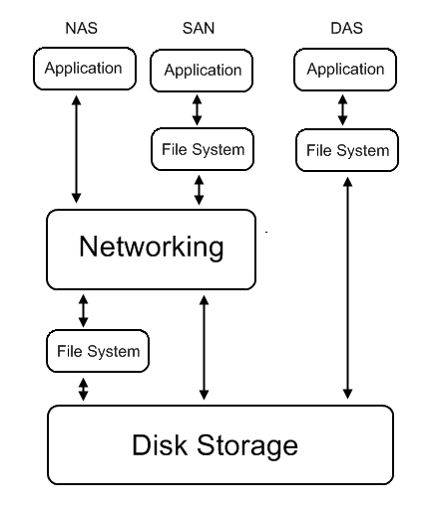 NAS SAN DAS
Application Application Application
File System File System
Networking
File System
Disk Storage